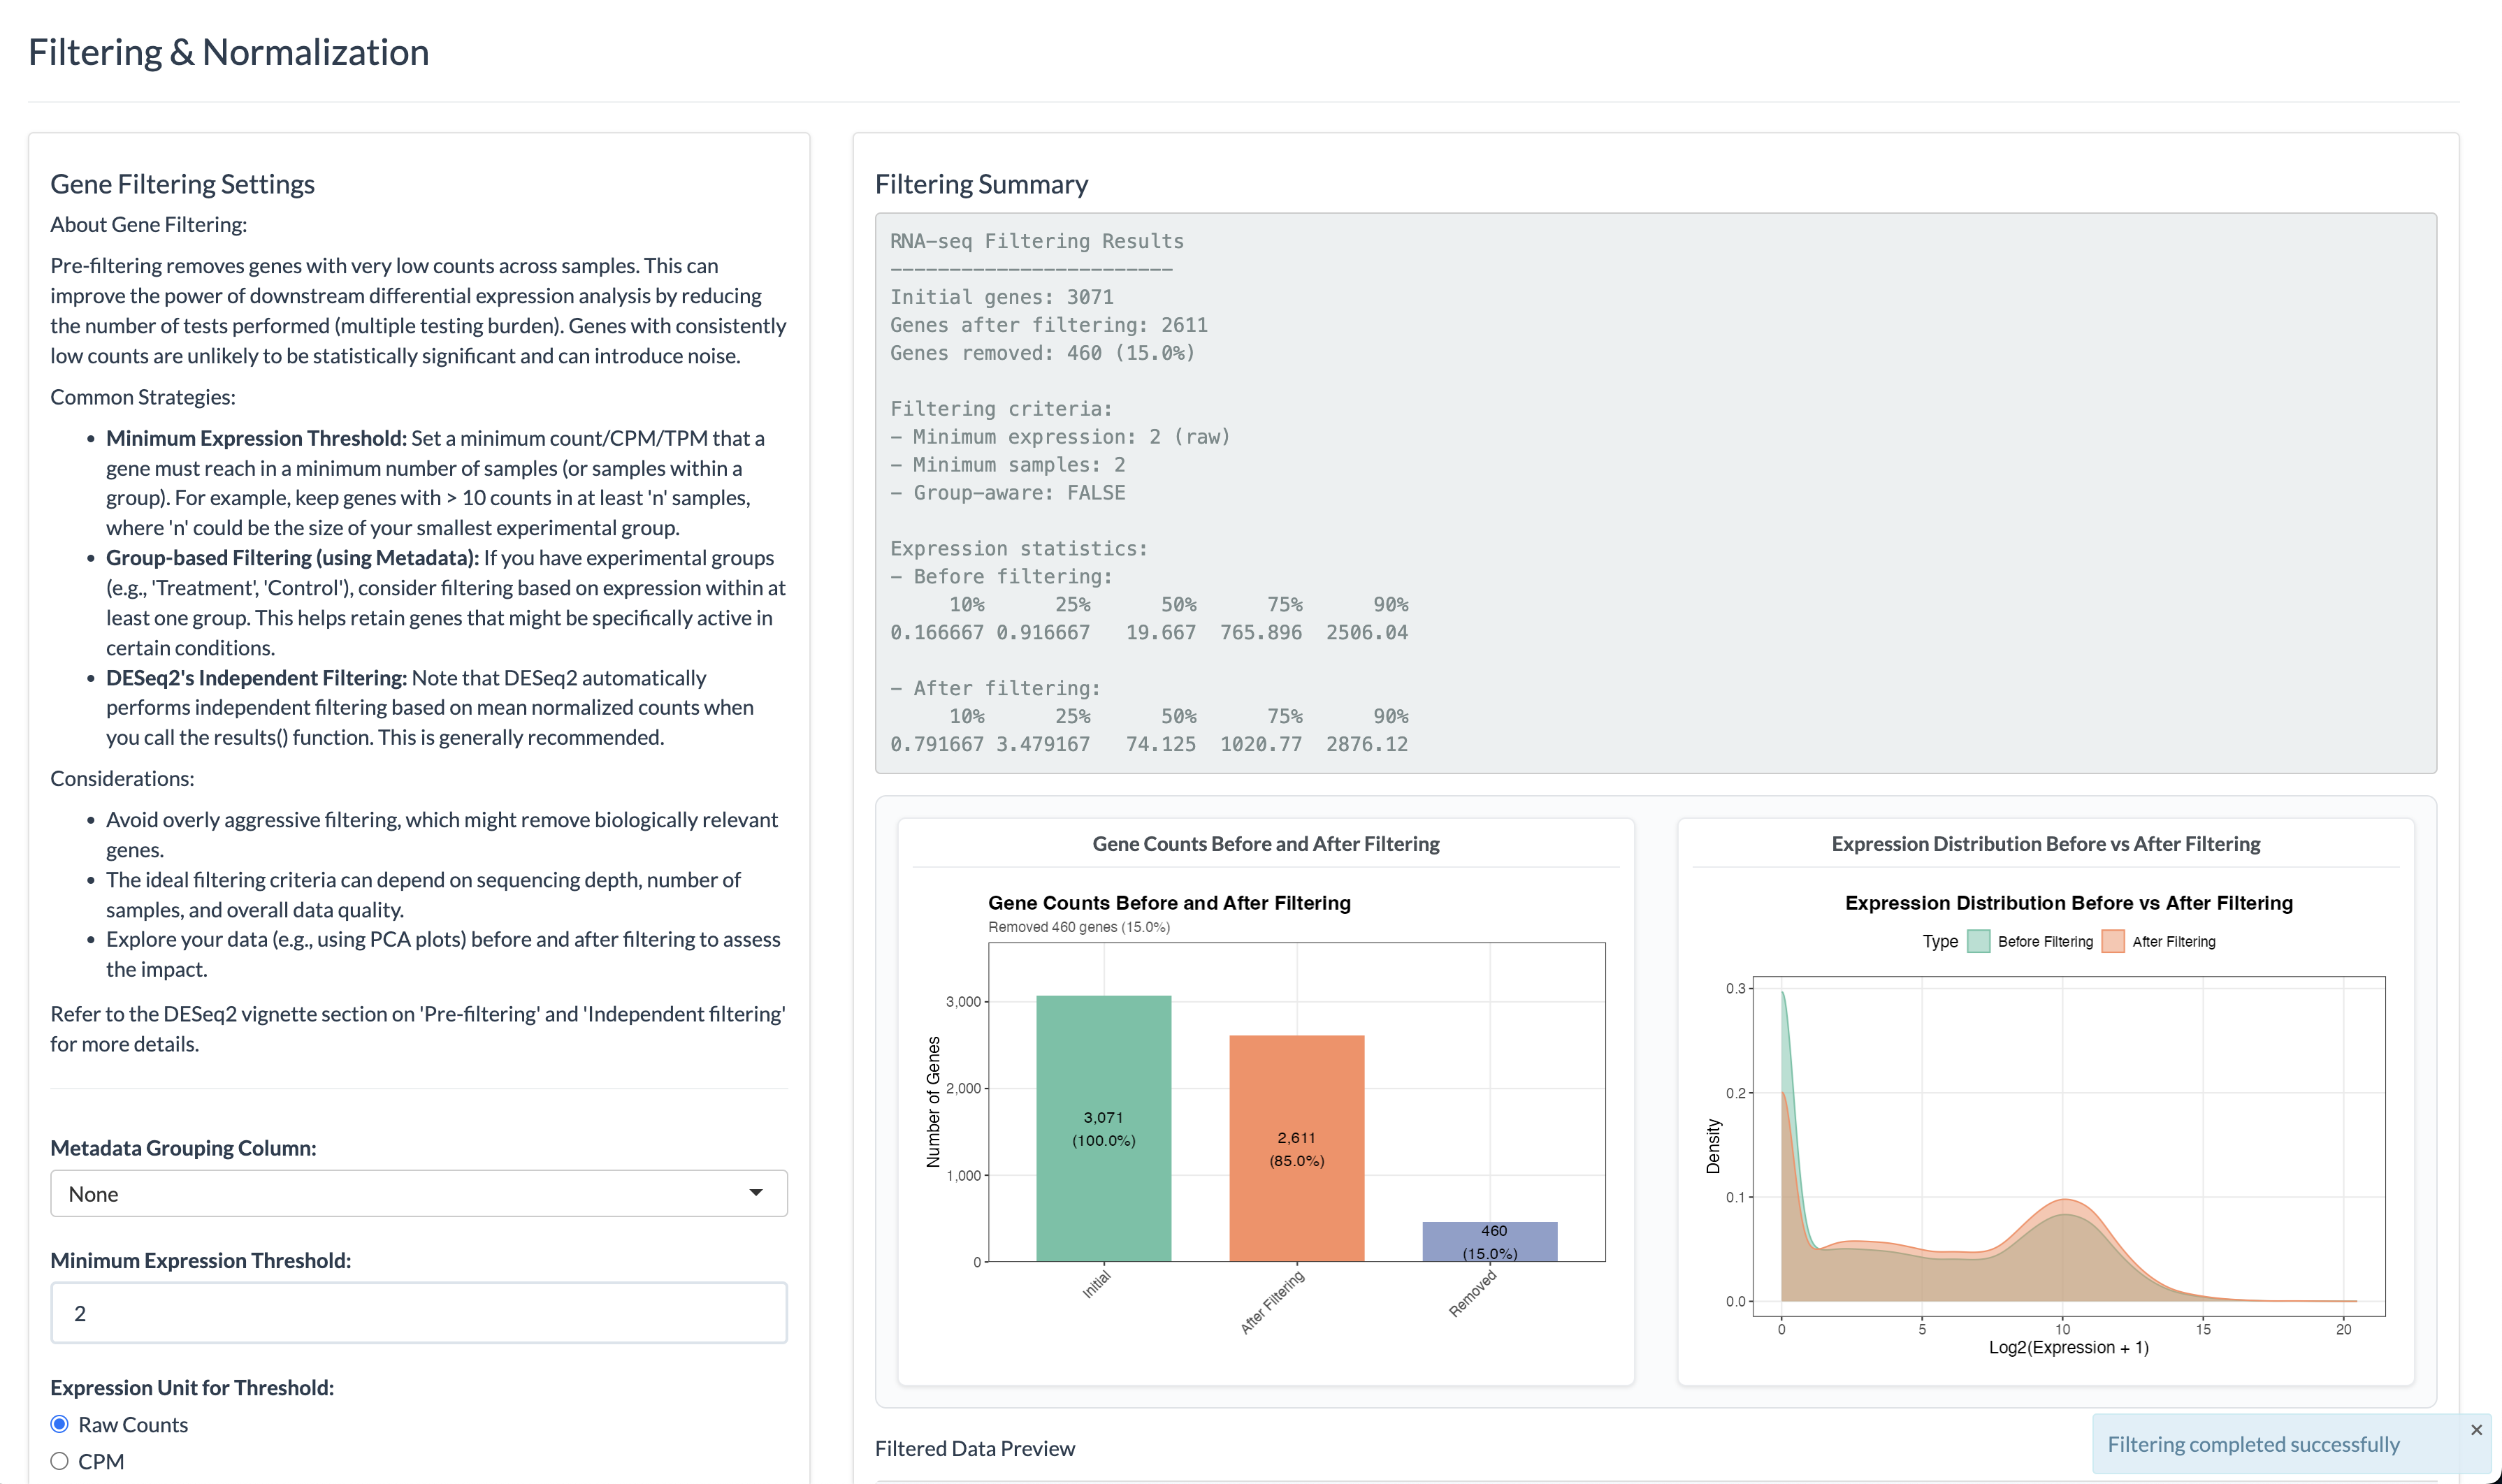 Filtering & Normalization
Gene Filtering Settings
About Gene Filtering:
Pre-filtering removes genes with very low counts across samples. This can
improve the power of downstream differential expression analysis by reducing
the number of tests performed (multiple testing burden). Genes with consistently
low counts are unlikely to be statistically significant and can introduce noise.
Common Strategies:
• Minimum Expression Threshold: Set a minimum count/CPM/TPM that a
gene must reach in a minimum number of samples (or samples within a
group). For example, keep genes with > 10 counts in at least 'n' samples,
where 'n' could be the size of your smallest experimental group.
• Group-based Filtering (using Metadata): If you have experimental groups
(e.g., 'Treatment', 'Control'), consider filtering based on expression within at
least one group. This helps retain genes that might be specifically active in
certain conditions.
• DESeq2's Independent Filtering: Note that DESeq2 automatically
performs independent filtering based on mean normalized counts when
you call the results() function. This is generally recommended.
Considerations:
• Avoid overly aggressive filtering, which might remove biologically relevant
genes.
• The ideal filtering criteria can depend on sequencing depth, number of
samples, and overall data quality.
• Explore your data (e.g., using PCA plots) before and after filtering to assess
the impact.
Refer to the DESeq2 vignette section on 'Pre-filtering' and 'Independent filtering'
for more details.
Metadata Grouping Column:
None
Minimum Expression Threshold:
2
Expression Unit for Threshold:
Raw Counts
CPM
Filtering Summary
RNA-seq Filtering Results
------------------------
Initial genes: 3071
Genes after filtering: 2611
Genes removed: 460 (15.0%)
Filtering criteria:
- Minimum expression: 2 (raw)
- Minimum samples: 2
- Group-aware: FALSE
Expression statistics:
- Before filtering:
10% 25% 50% 75% 90%
0.166667 0.916667 19.667 765.896 2506.04
- After filtering:
10% 25% 50% 75% 90%
0.791667 3.479167 74.125 1020.77 2876.12
Gene Counts Before and After Filtering
Gene Counts Before and After Filtering
Removed 460 genes (15.0%)
Number of Genes
3,000
2,000
1,000
0
3,071
(100.0%)
2,611
(85.0%)
460
(15.0%)
Initial
After Filtering
Removed
Expression Distribution Before vs After Filtering
Expression Distribution Before vs After Filtering
Type Before Filtering After Filtering
Density
0.3
0.2
0.1
0.0
0 5 10 15 20
Log2(Expression + 1)
Filtered Data Preview
Filtering completed successfully
×